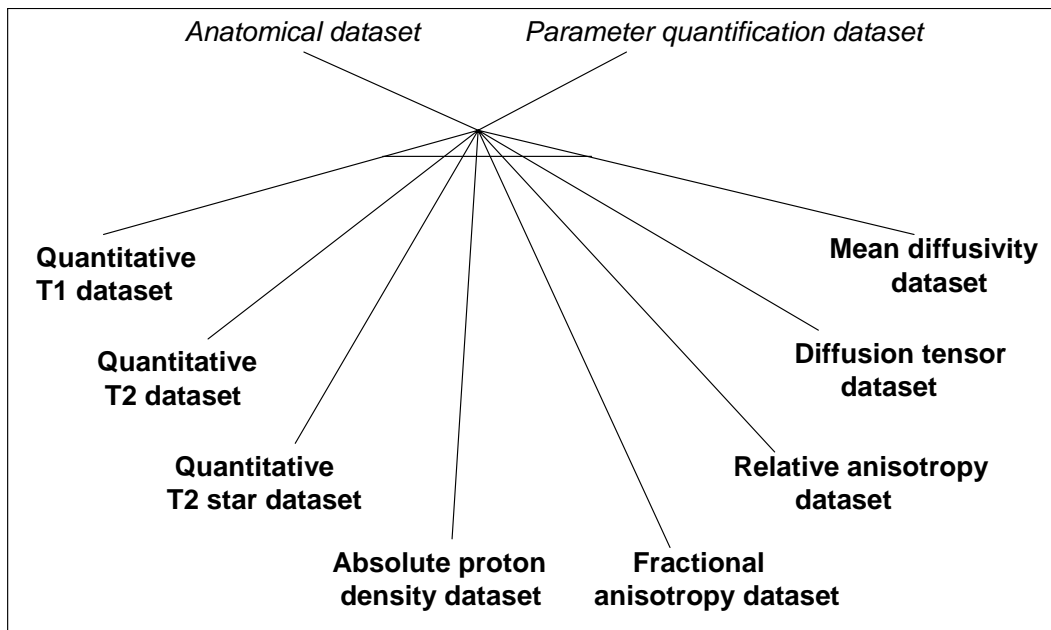 Anatomical dataset
Parameter quantification dataset
Quantitative
T1 dataset
Mean diffusivity
dataset
Quantitative
T2 dataset
Diffusion tensor
dataset
Quantitative
T2 star dataset
Relative anisotropy
dataset
Absolute proton
density dataset
Fractional
anisotropy dataset